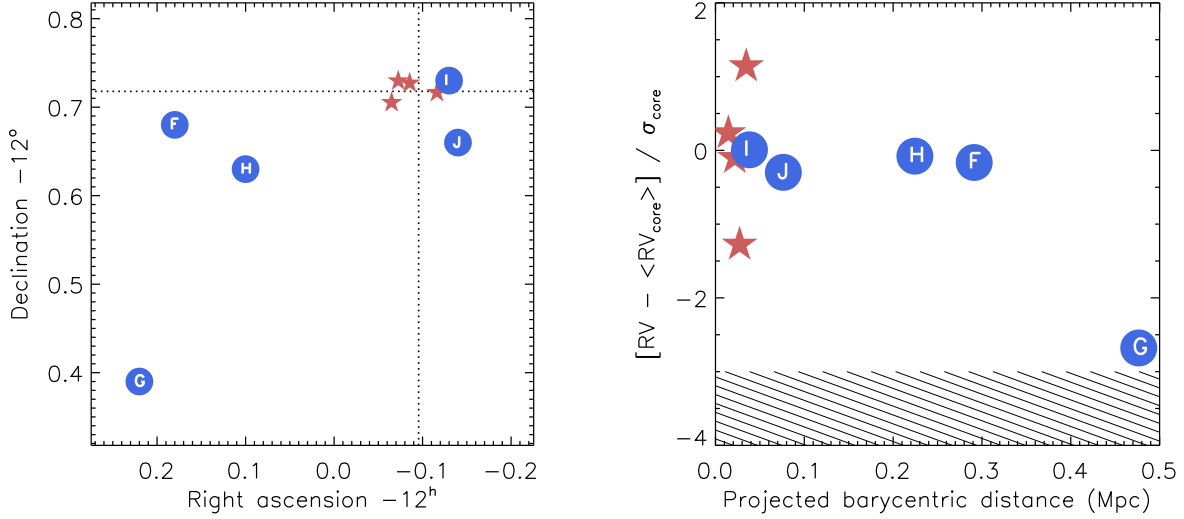 0.8
0.7
0.6
0.5
0.4
Declination −12°
F
H
G
I
J
0.2 0.1 0.0 −0.1 −0.2
Right ascension −12ʰ
2
0
−2
−4
[RV − <RV_core>] / σ_core
I
J
H
F
G
0.0 0.1 0.2 0.3 0.4 0.5
Projected barycentric distance (Mpc)